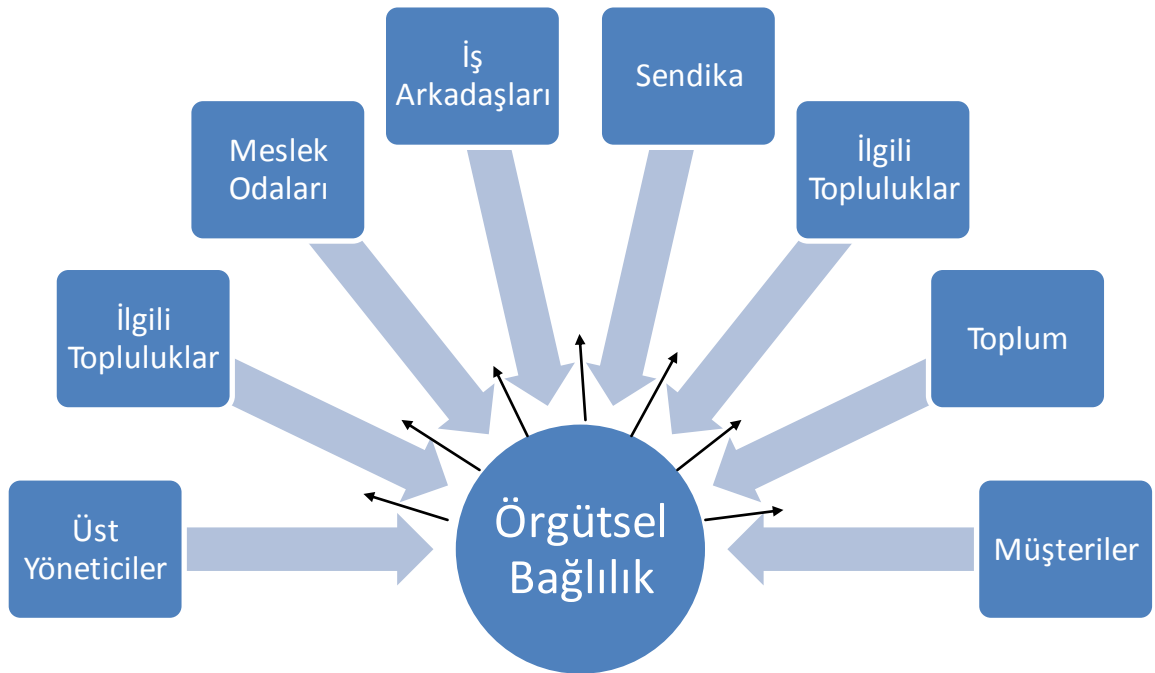 İş
Arkadaşları
Sendika
Meslek
Odaları
İlgili
Topluluklar
İlgili
Topluluklar
Toplum
Üst
Yöneticiler
Örgütsel
Bağlılık
Müşteriler